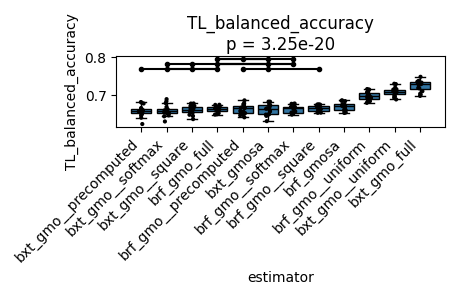 TL_balanced_accuracy
p = 3.25e-20
TL_balanced_accuracy
0.8
0.7
bxt_gmo__precomputed
bxt_gmo__softmax
bxt_gmo__square
brf_gmo_full
brf_gmo__precomputed
bxt_gmosa
brf_gmo__softmax
brf_gmo__square
brf_gmosa
brf_gmo__uniform
bxt_gmo__uniform
bxt_gmo_full
estimator